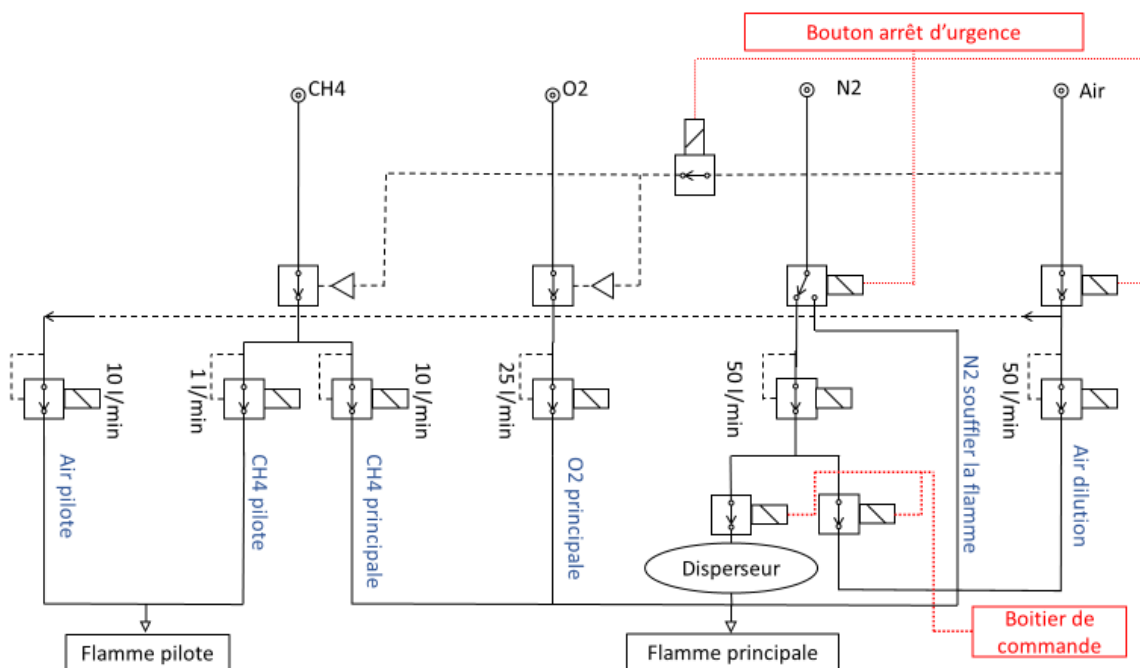 Bouton arrêt d'urgence
CH4
O2
N2
Air
10 l/min
1 l/min
10 l/min
25 l/min
50 l/min
50 l/min
Air pilote
CH4 pilote
CH4 principale
O2 principale
N2 souffler la flamme
Air dilution
Disperseur
Boitier de
commande
Flamme pilote
Flamme principale